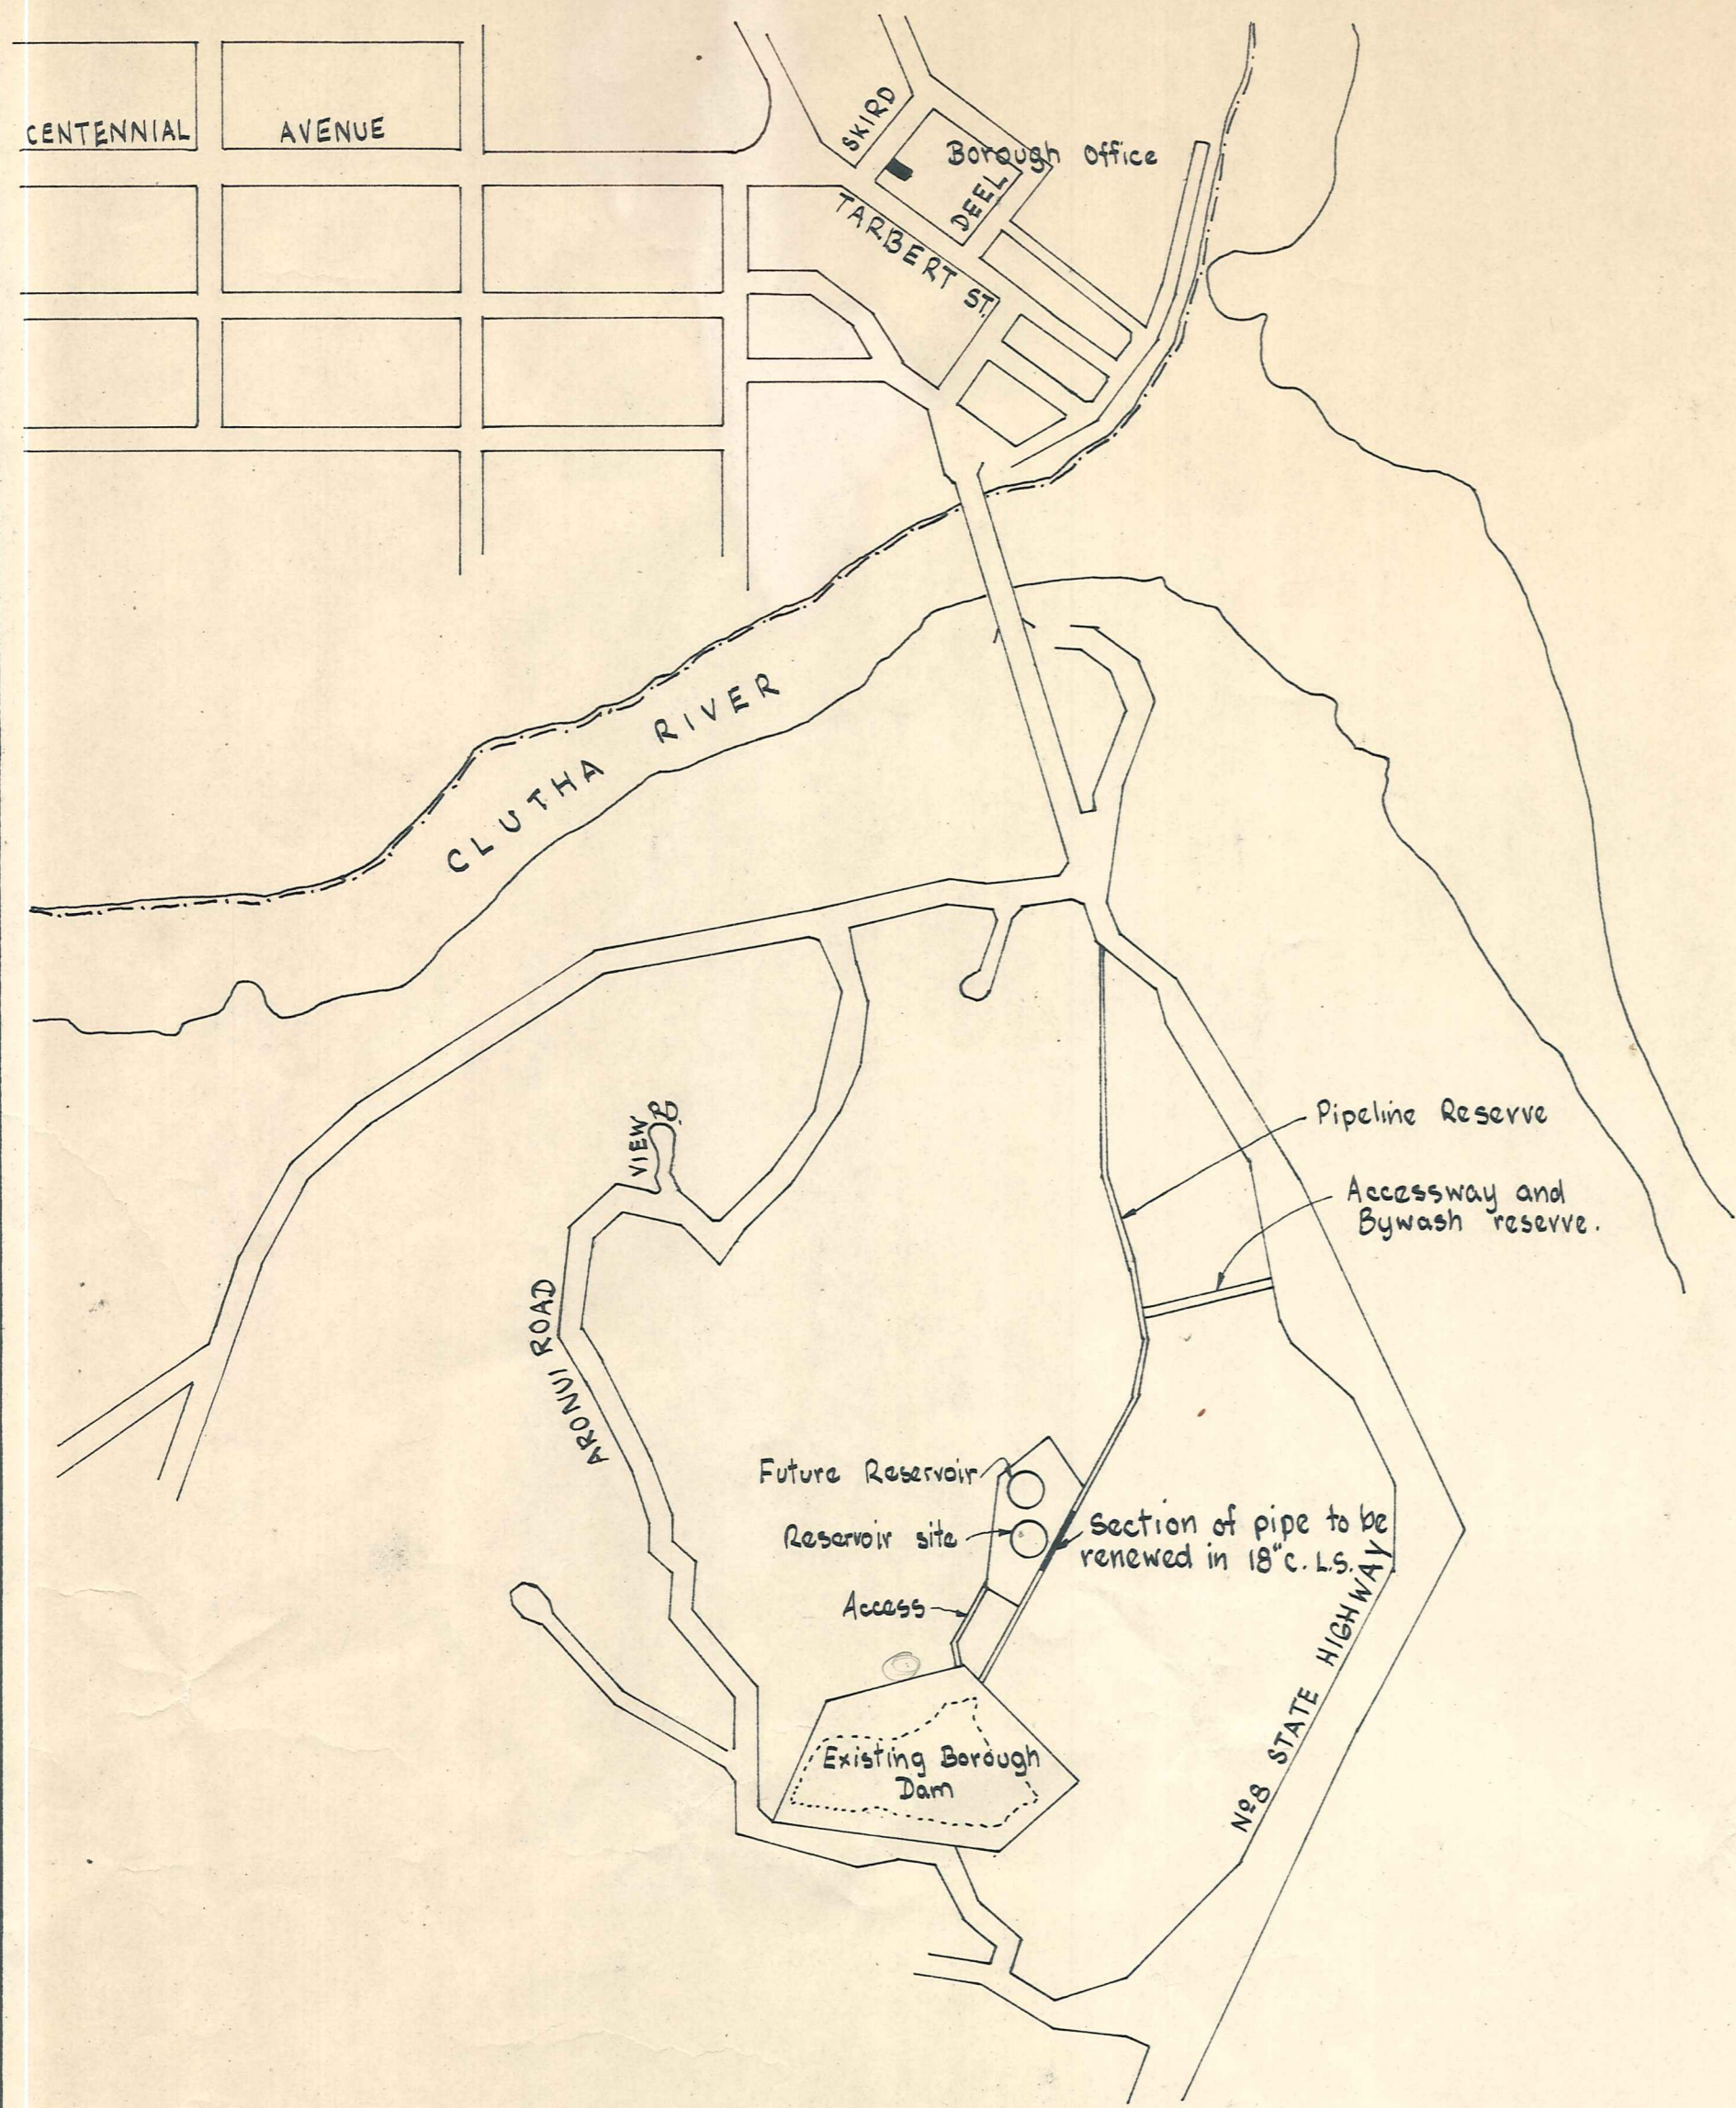 CENTENNIAL AVENUE
SKIRD
Borough Office
DEEL
TARBERT ST.
CLUTHA RIVER
Pipeline Reserve
Accessway and
Bywash reserve.
VIEW RD
ARONUI ROAD
Future Reservoir
Reservoir site
Section of pipe to be
renewed in 18" C.L.S.
Access
Nº8 STATE HIGHWAY
Existing Borough
Dam